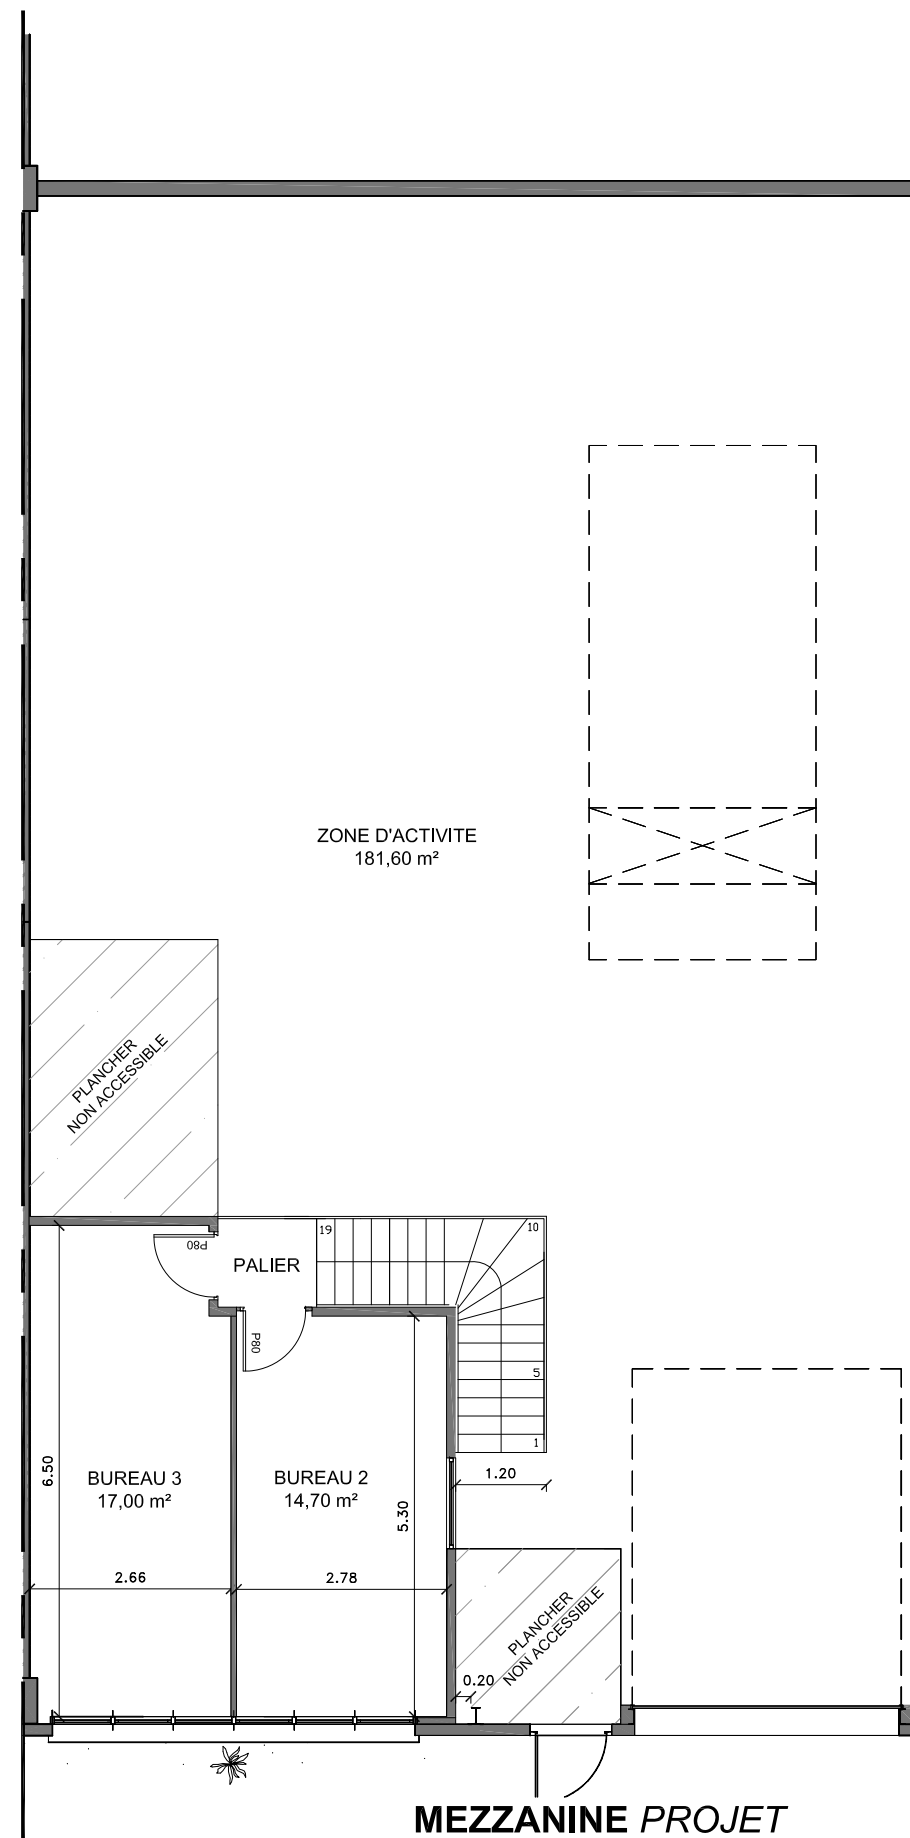 ZONE D'ACTIVITE
181,60 m²
PLANCHER
NON ACCESSIBLE
19
10
P80
PALIER
P80
5
1
6.50
BUREAU 3
17,00 m²
BUREAU 2
14,70 m²
1.20
5.30
2.66
2.78
PLANCHER
NON ACCESSIBLE
0.20
MEZZANINE PROJET